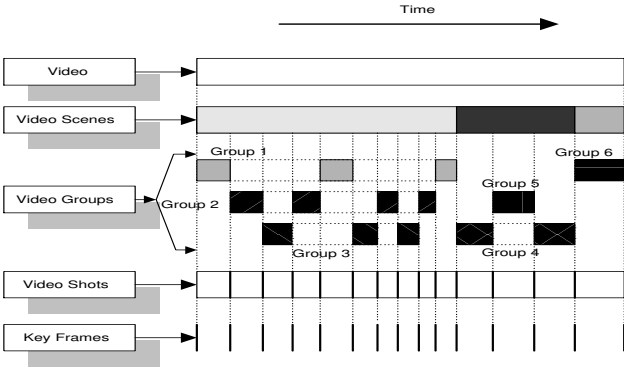 Time
Video
Video Scenes
Group 1
Group 6
Group 5
Video Groups
Group 2
Group 3
Group 4
Video Shots
Key Frames